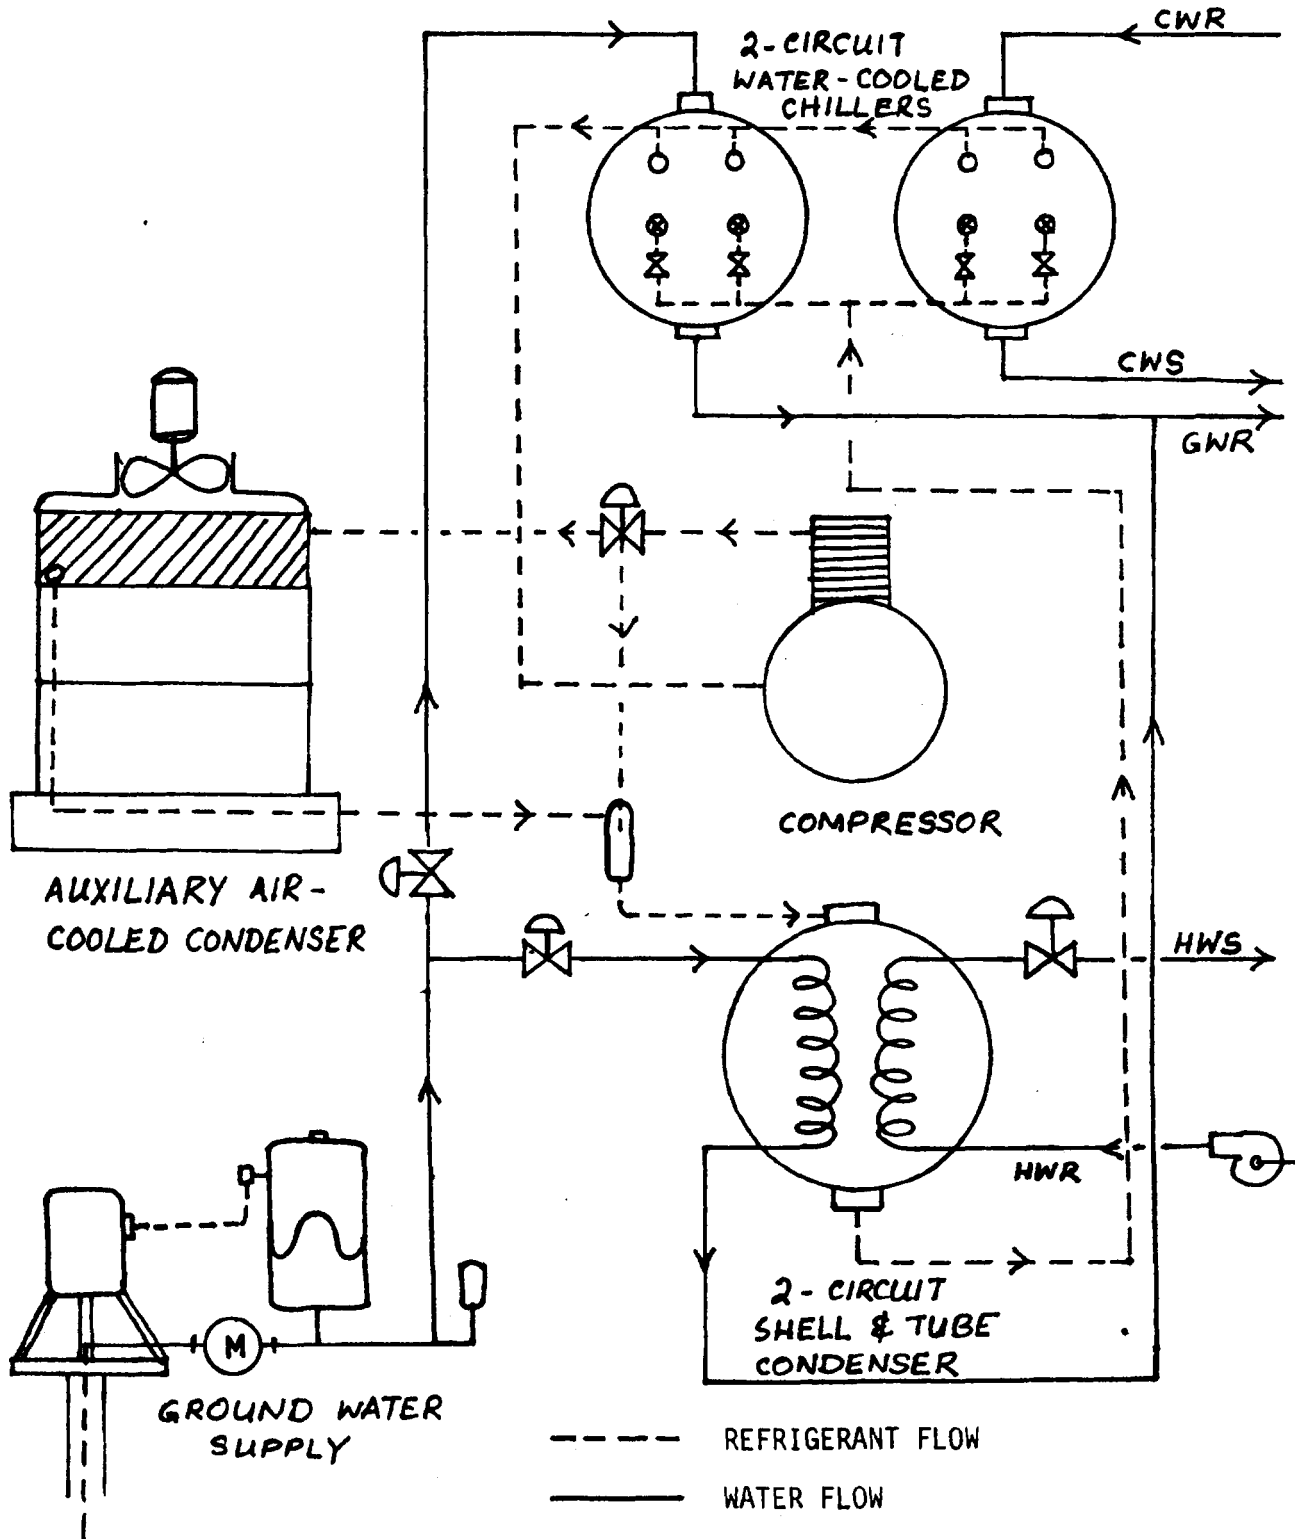 CWR
2-CIRCUIT
WATER-COOLED
CHILLERS
CWS
GWR
COMPRESSOR
AUXILIARY AIR-
COOLED CONDENSER
HWS
HWR
M
2-CIRCUIT
SHELL & TUBE
CONDENSER
GROUND WATER
SUPPLY
REFRIGERANT FLOW
WATER FLOW